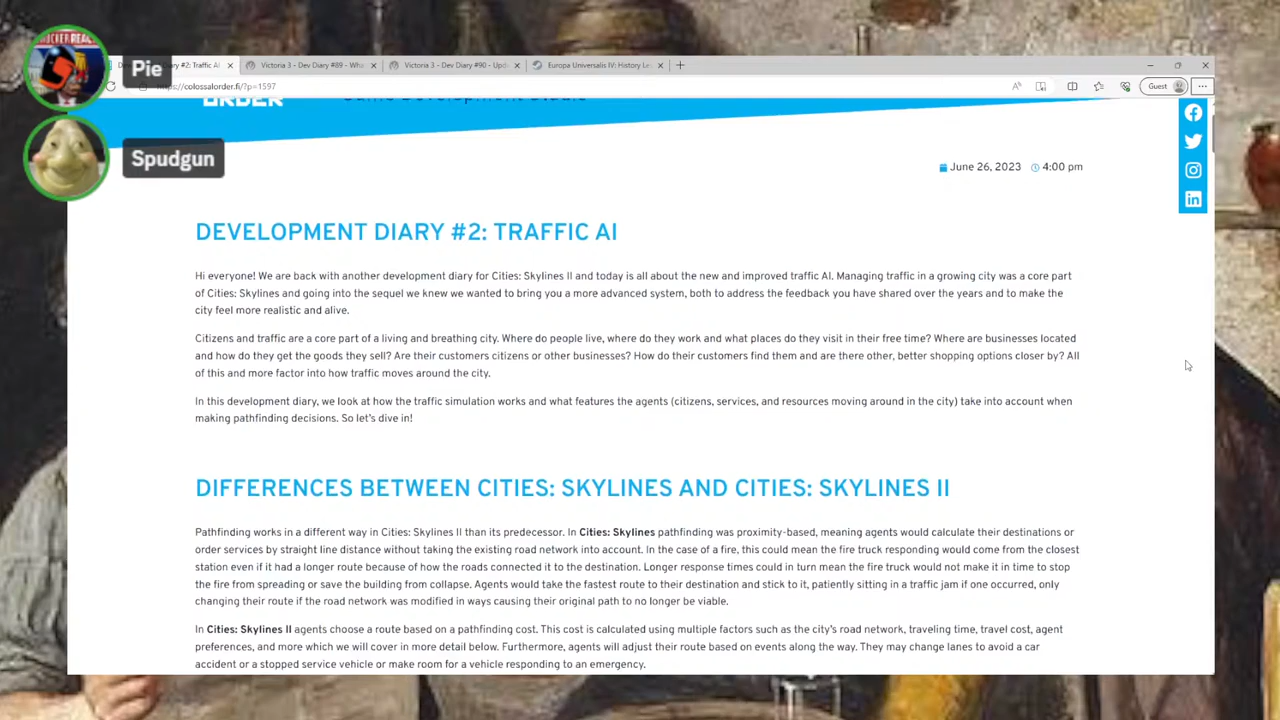 Pie
Spudgun
Diary #2: Traffic AI
Victoria 3 - Dev Diary #89 - Wha
Victoria 3 - Dev Diary #90 - Upd
Europa Universalis IV: History Le
https://colossalorder.fi/?p=1597
Guest
ORDER
June 26, 2023 4:00 pm
DEVELOPMENT DIARY #2: TRAFFIC AI
Hi everyone! We are back with another development diary for Cities: Skylines II and today is all about the new and improved traffic AI. Managing traffic in a growing city was a core part
of Cities: Skylines and going into the sequel we knew we wanted to bring you a more advanced system, both to address the feedback you have shared over the years and to make the
city feel more realistic and alive.
Citizens and traffic are a core part of a living and breathing city. Where do people live, where do they work and what places do they visit in their free time? Where are businesses located
and how do they get the goods they sell? Are their customers citizens or other businesses? How do their customers find them and are there other, better shopping options closer by? All
of this and more factor into how traffic moves around the city.
In this development diary, we look at how the traffic simulation works and what features the agents (citizens, services, and resources moving around in the city) take into account when
making pathfinding decisions. So let's dive in!
DIFFERENCES BETWEEN CITIES: SKYLINES AND CITIES: SKYLINES II
Pathfinding works in a different way in Cities: Skylines II than its predecessor. In Cities: Skylines pathfinding was proximity-based, meaning agents would calculate their destinations or
order services by straight line distance without taking the existing road network into account. In the case of a fire, this could mean the fire truck responding would come from the closest
station even if it had a longer route because of how the roads connected it to the destination. Longer response times could in turn mean the fire truck would not make it in time to stop
the fire from spreading or save the building from collapse. Agents would take the fastest route to their destination and stick to it, patiently sitting in a traffic jam if one occurred, only
changing their route if the road network was modified in ways causing their original path to no longer be viable.
In Cities: Skylines II agents choose a route based on a pathfinding cost. This cost is calculated using multiple factors such as the city's road network, traveling time, travel cost, agent
preferences, and more which we will cover in more detail below. Furthermore, agents will adjust their route based on events along the way. They may change lanes to avoid a car
accident or a stopped service vehicle or make room for a vehicle responding to an emergency.